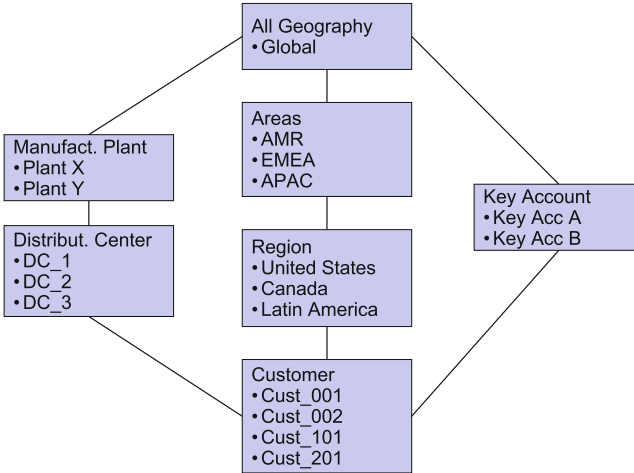 All Geography
• Global
Manufact. Plant
• Plant X
• Plant Y
Distribut. Center
• DC_1
• DC_2
• DC_3
Areas
• AMR
• EMEA
• APAC
Region
• United States
• Canada
• Latin America
Key Account
• Key Acc A
• Key Acc B
Customer
• Cust_001
• Cust_002
• Cust_101
• Cust_201